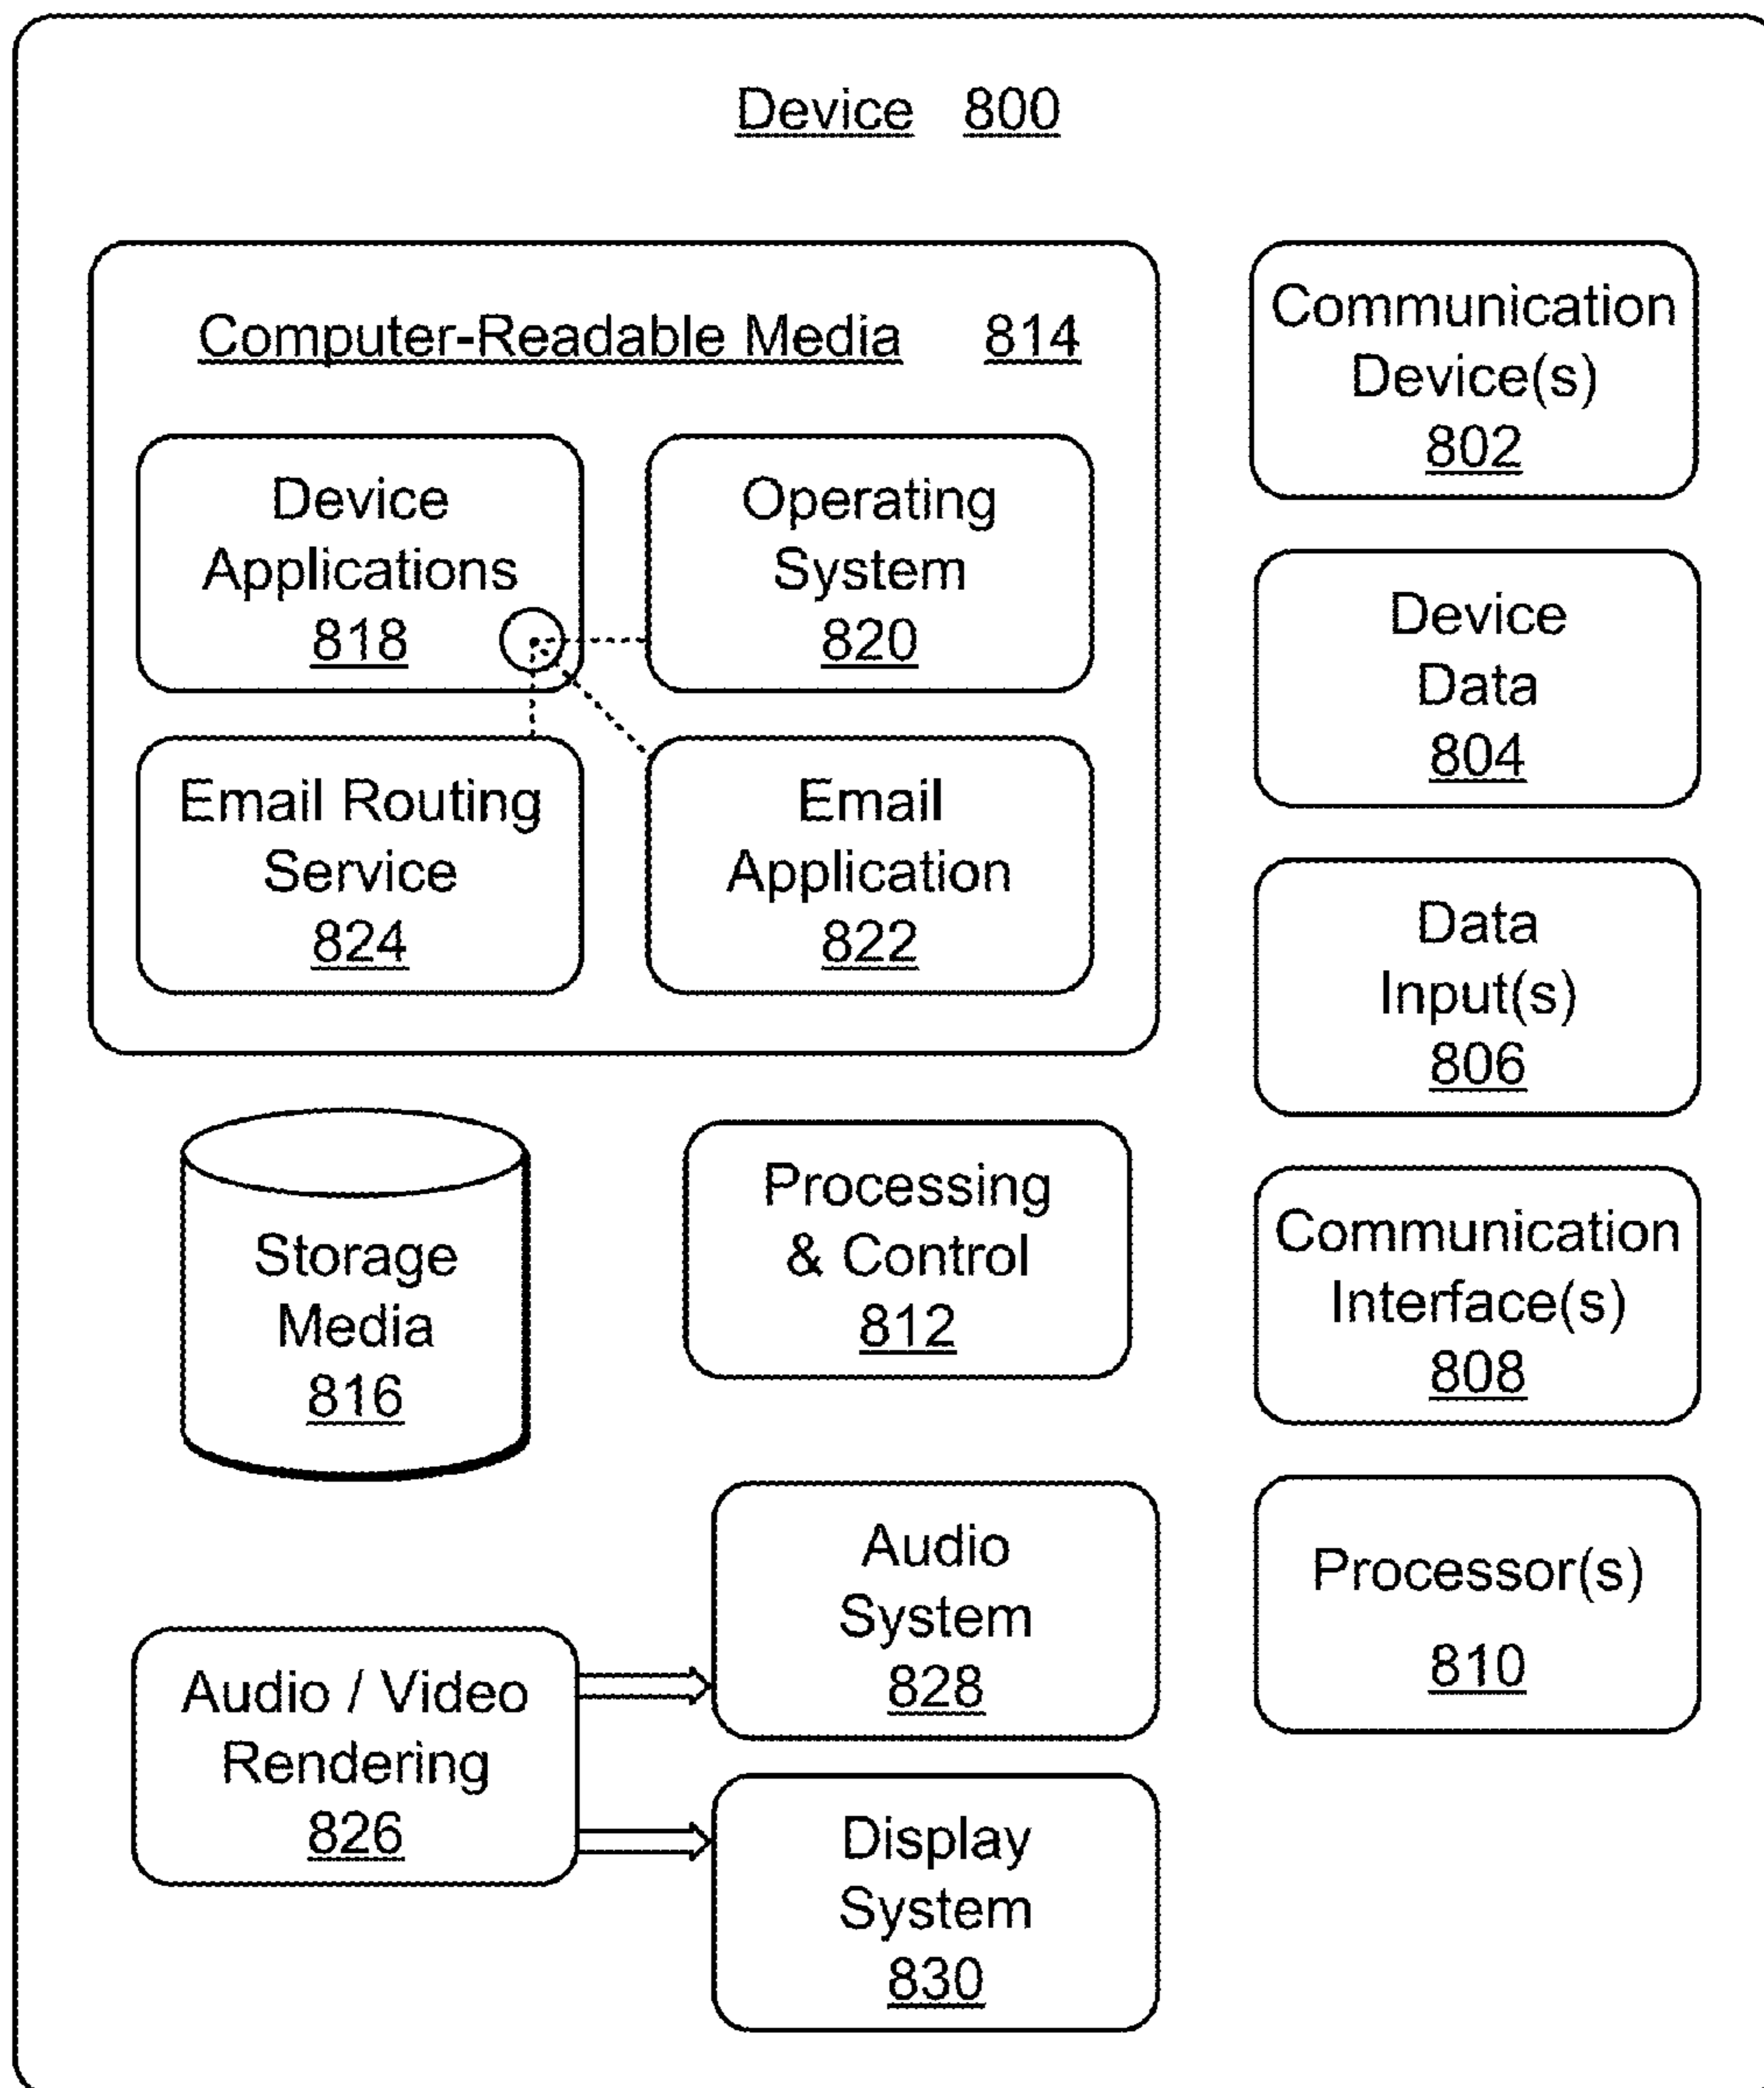 Device 800
Computer-Readable Media 814
Device
Applications
818
Operating
System
820
Email Routing
Service
824
Email
Application
822
Communication
Device(s)
802
Device
Data
804
Data
Input(s)
806
Communication
Interface(s)
808
Processor(s)
810
Storage
Media
816
Processing
& Control
812
Audio / Video
Rendering
826
Audio
System
828
Display
System
830